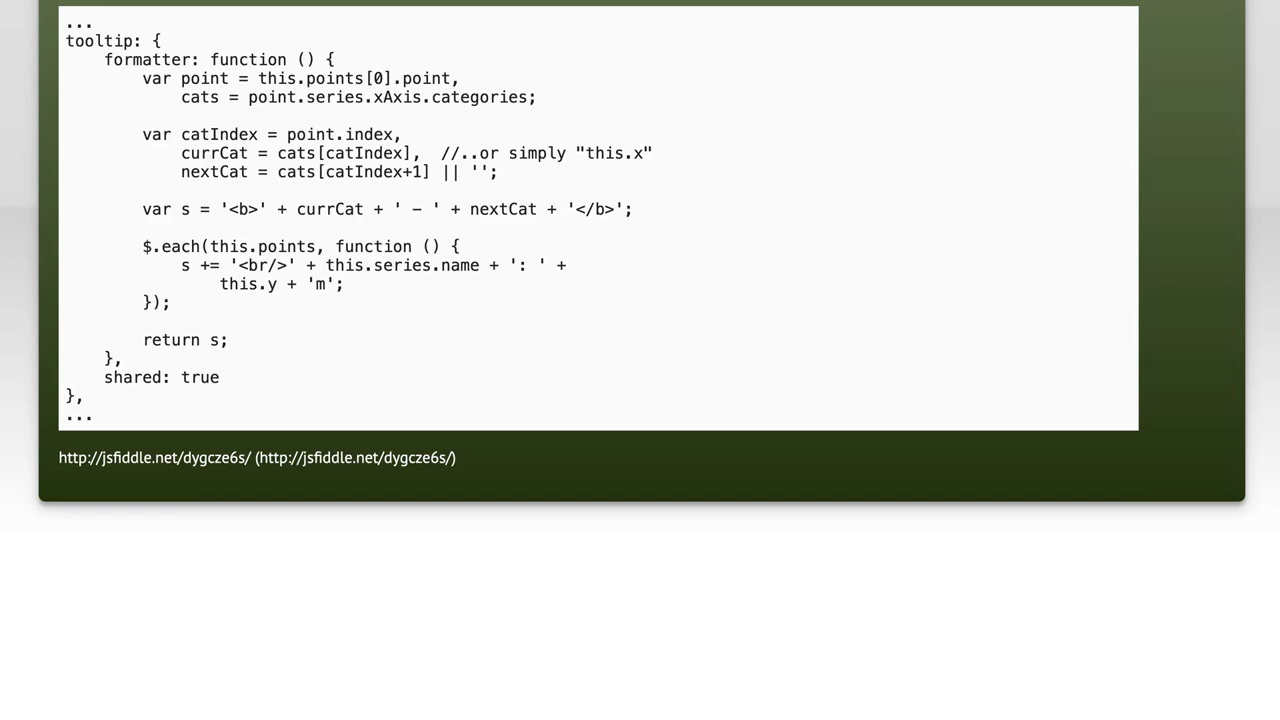 ...
tooltip: {
    formatter: function () {
        var point = this.points[0].point,
            cats = point.series.xAxis.categories;

        var catIndex = point.index,
            currCat = cats[catIndex],  //..or simply "this.x"
            nextCat = cats[catIndex+1] || '';

        var s = '<b>' + currCat + ' - ' + nextCat + '</b>';

        $.each(this.points, function () {
            s += '<br/>' + this.series.name + ': ' +
                this.y + 'm';
        });

        return s;
    },
    shared: true
},
...
http://jsfiddle.net/dygcze6s/ (http://jsfiddle.net/dygcze6s/)